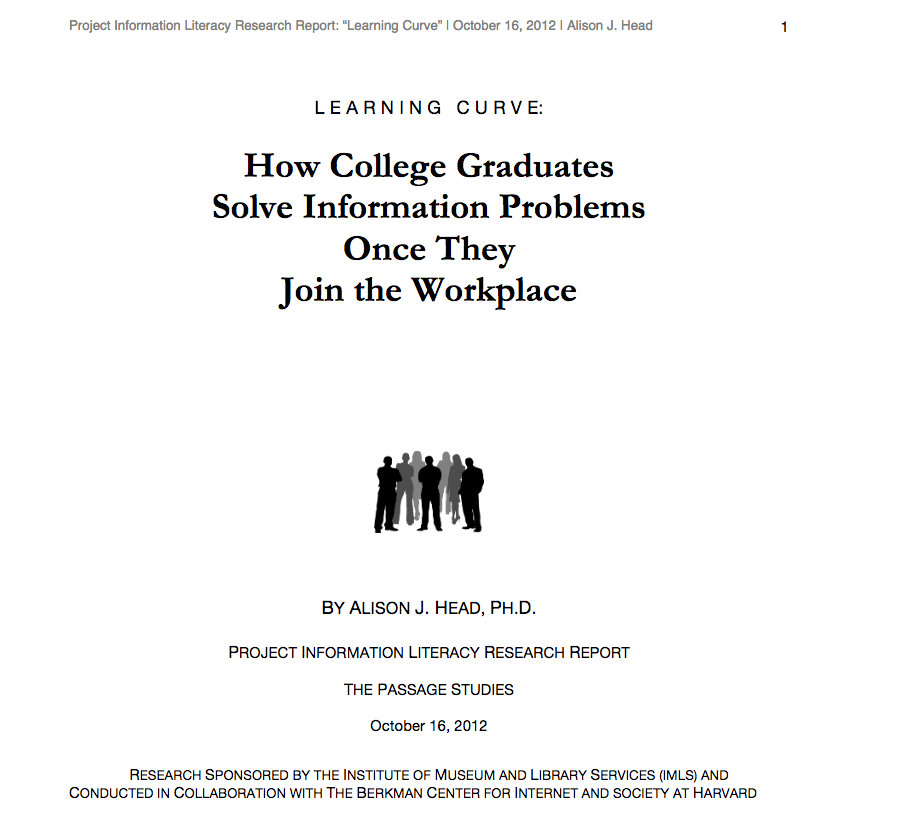 Project Information Literacy Research Report: “Learning Curve” | October 16, 2012 | Alison J. Head 1
LEARNING CURVE:
How College Graduates
Solve Information Problems
Once They
Join the Workplace
BY ALISON J. HEAD, PH.D.
PROJECT INFORMATION LITERACY RESEARCH REPORT
THE PASSAGE STUDIES
October 16, 2012
RESEARCH SPONSORED BY THE INSTITUTE OF MUSEUM AND LIBRARY SERVICES (IMLS) AND
CONDUCTED IN COLLABORATION WITH THE BERKMAN CENTER FOR INTERNET AND SOCIETY AT HARVARD